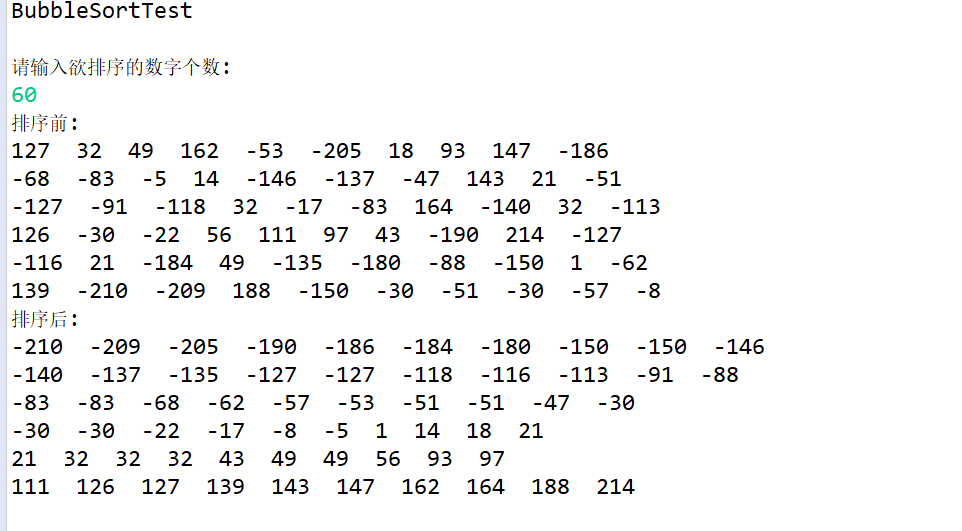 BubbleSortTest
请输入欲排序的数字个数:
60
排序前:
127 32 49 162 -53 -205 18 93 147 -186
-68 -83 -5 14 -146 -137 -47 143 21 -51
-127 -91 -118 32 -17 -83 164 -140 32 -113
126 -30 -22 56 111 97 43 -190 214 -127
-116 21 -184 49 -135 -180 -88 -150 1 -62
139 -210 -209 188 -150 -30 -51 -30 -57 -8
排序后:
-210 -209 -205 -190 -186 -184 -180 -150 -150 -146
-140 -137 -135 -127 -127 -118 -116 -113 -91 -88
-83 -83 -68 -62 -57 -53 -51 -51 -47 -30
-30 -30 -22 -17 -8 -5 1 14 18 21
21 32 32 32 43 49 49 56 93 97
111 126 127 139 143 147 162 164 188 214